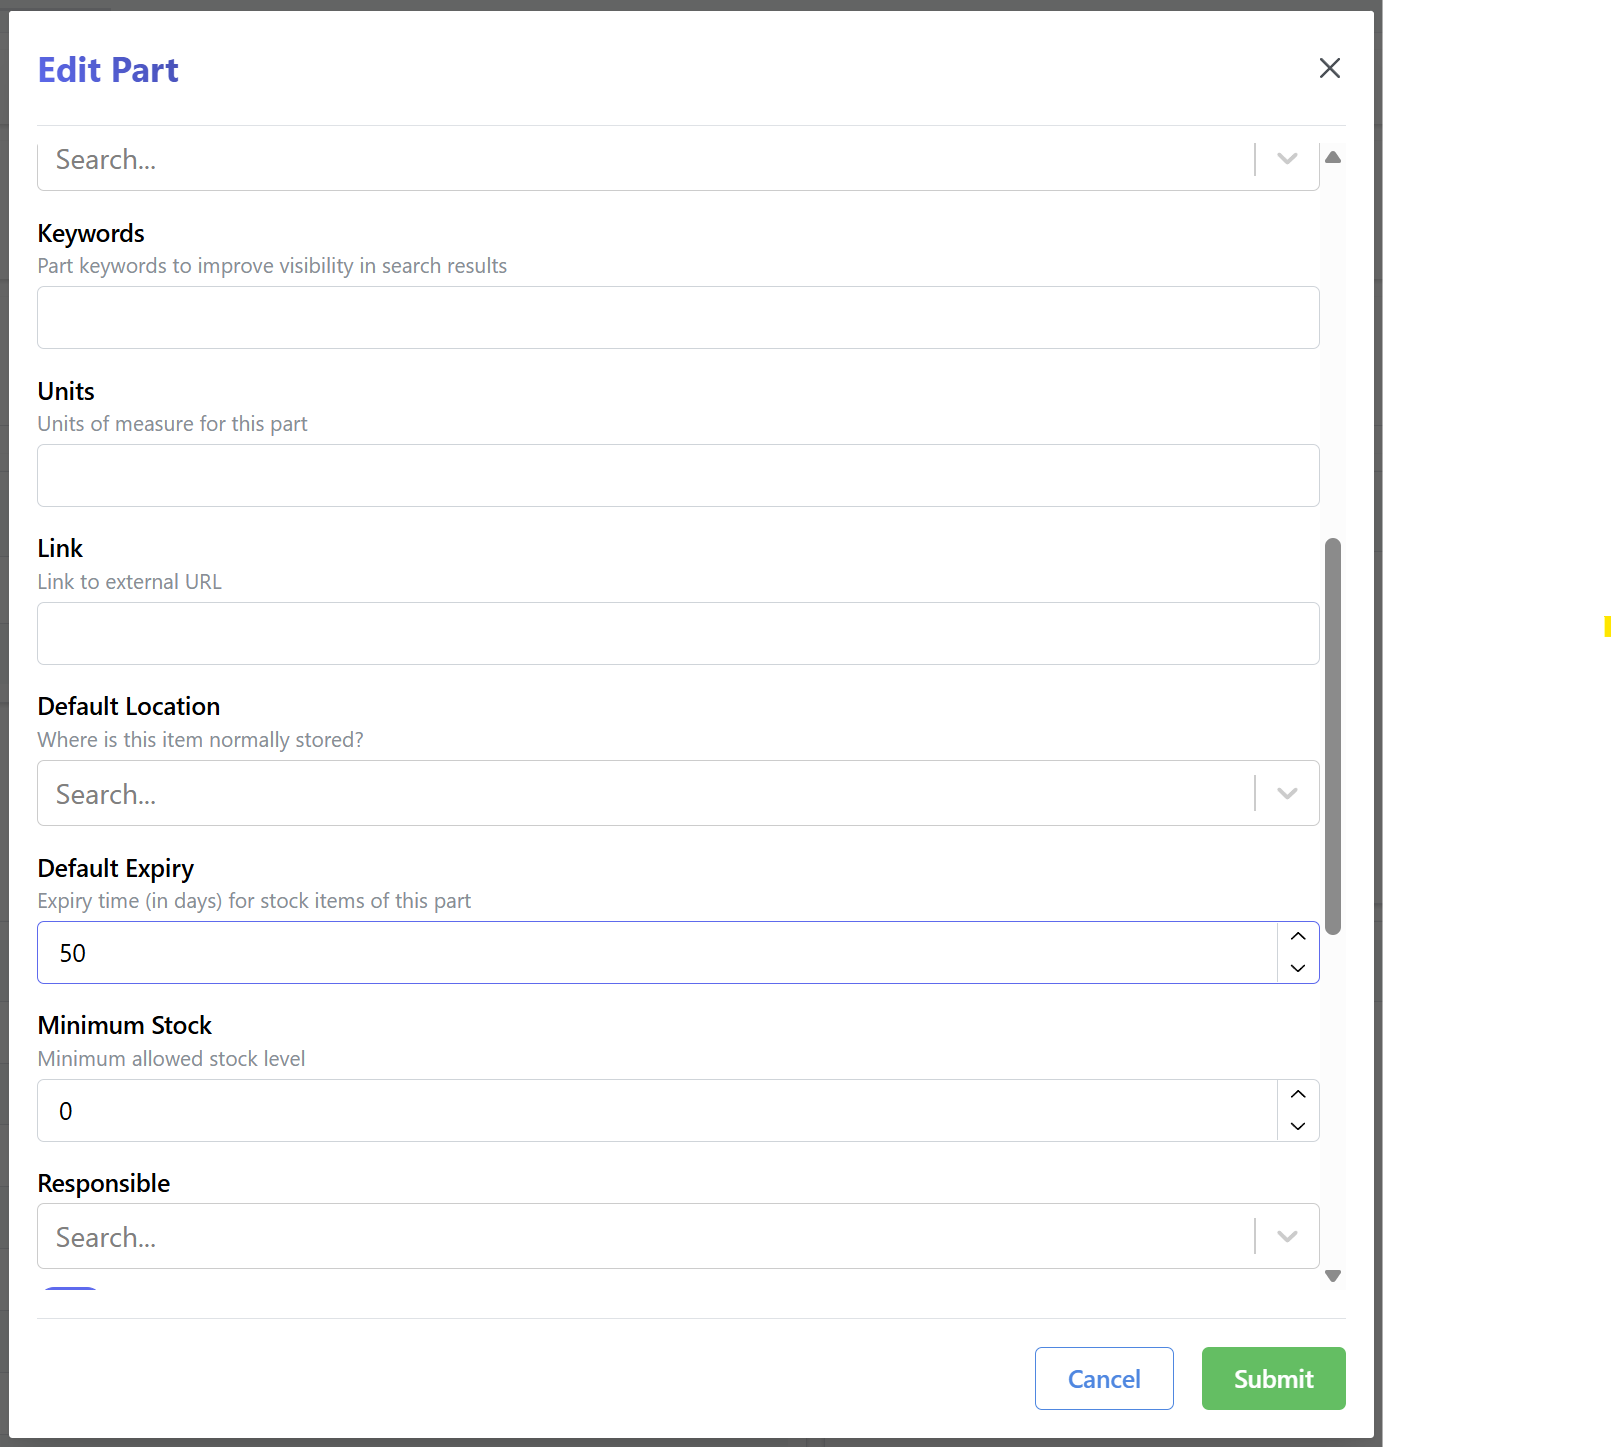 Edit Part
Search...
Keywords
Part keywords to improve visibility in search results
Units
Units of measure for this part
Link
Link to external URL
Default Location
Where is this item normally stored?
Search...
Default Expiry
Expiry time (in days) for stock items of this part
50
Minimum Stock
Minimum allowed stock level
0
Responsible
Search...
Cancel
Submit